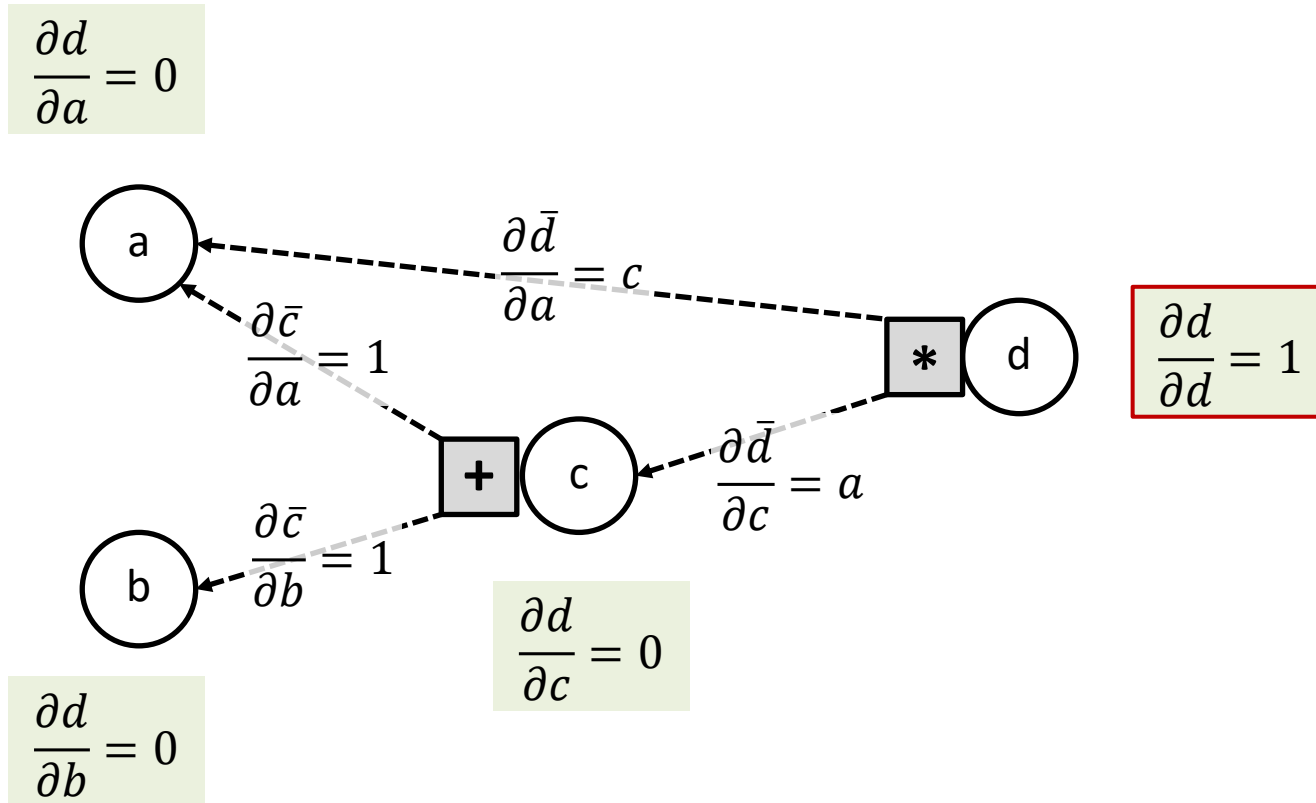 ∂d/∂a = 0
a
∂d̄/∂a = c
∂c̄/∂a = 1
*
d
∂d/∂d = 1
+
c
∂d̄/∂c = a
∂c̄/∂b = 1
b
∂d/∂c = 0
∂d/∂b = 0